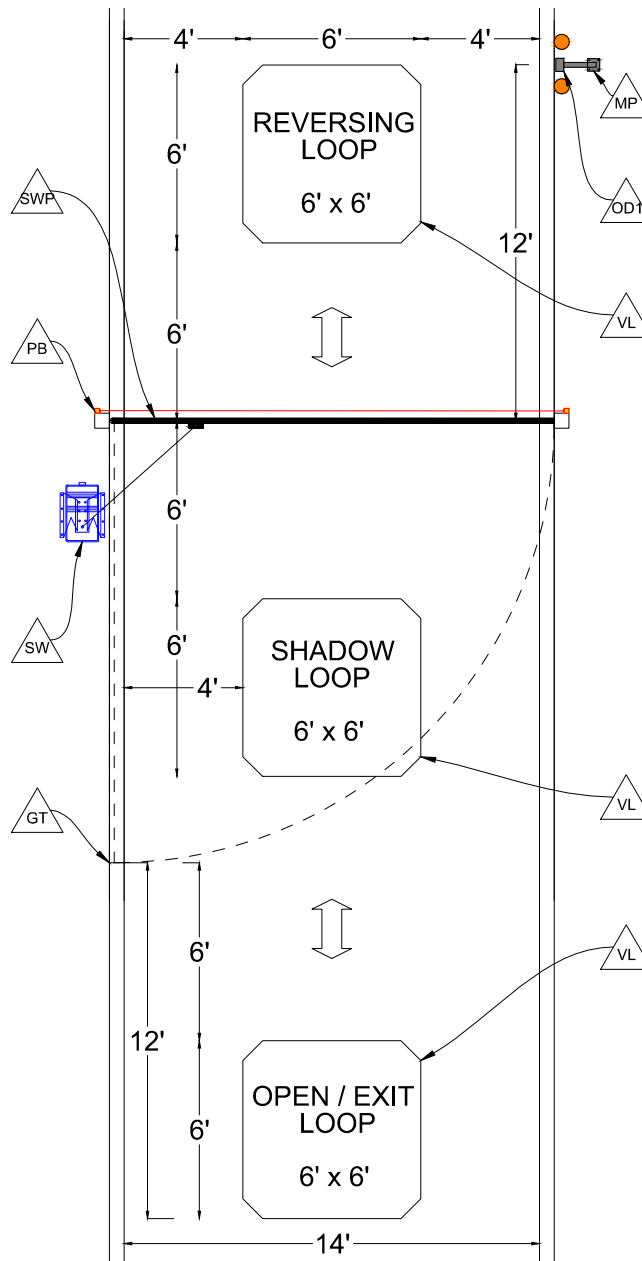 4'
6'
4'
MP
REVERSING
LOOP
6' x 6'
6'
SWP
OD1
12'
VL
6'
PB
6'
SW
SHADOW
LOOP
6' x 6'
6'
4'
GT
VL
6'
VL
12'
OPEN / EXIT
LOOP
6' x 6'
6'
14'